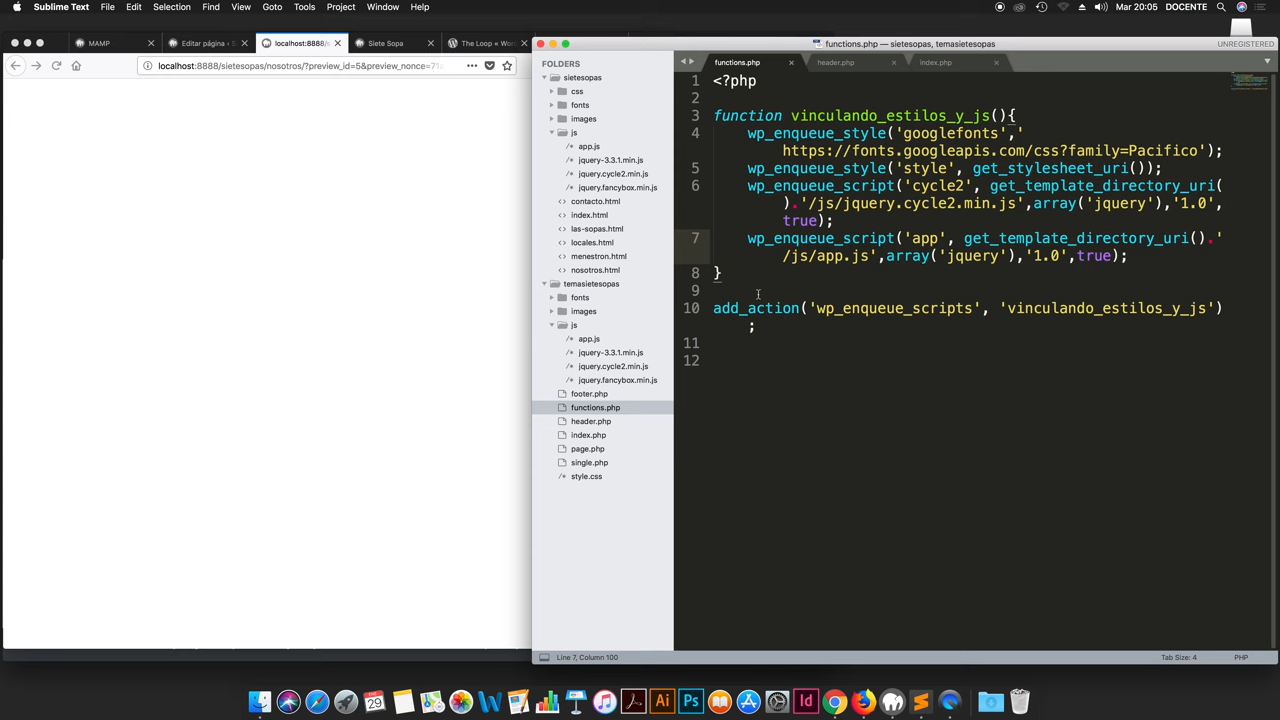 Sublime Text File Edit Selection Find View Goto Tools Project Window Help Mar 20:05 DOCENTE
MAMP
Editar página ‹ S
localhost:8888/s
Siete Sopa
The Loop « Wor
localhost:8888/sietesopas/nosotros/?preview_id=5&preview_nonce=71
functions.php — sietesopas, temasietesopas
UNREGISTERED
FOLDERS
sietesopas
css
fonts
images
js
app.js
jquery-3.3.1.min.js
jquery.cycle2.min.js
jquery.fancybox.min.js
contacto.html
index.html
las-sopas.html
locales.html
menestron.html
nosotros.html
temasietesopas
fonts
images
js
app.js
jquery-3.3.1.min.js
jquery.cycle2.min.js
jquery.fancybox.min.js
footer.php
functions.php
header.php
index.php
page.php
single.php
style.css
functions.php header.php index.php
1 <?php
2
3 function vinculando_estilos_y_js(){
4 wp_enqueue_style('googlefonts','
https://fonts.googleapis.com/css?family=Pacifico');
5 wp_enqueue_style('style', get_stylesheet_uri());
6 wp_enqueue_script('cycle2', get_template_directory_uri(
).'/js/jquery.cycle2.min.js',array('jquery'),'1.0',
true);
7 wp_enqueue_script('app', get_template_directory_uri().'
/js/app.js',array('jquery'),'1.0',true);
8 }
9
10 add_action('wp_enqueue_scripts', 'vinculando_estilos_y_js')
;
11
12
Line 7, Column 100
Tab Size: 4
PHP
29
Ai
Ps
Id